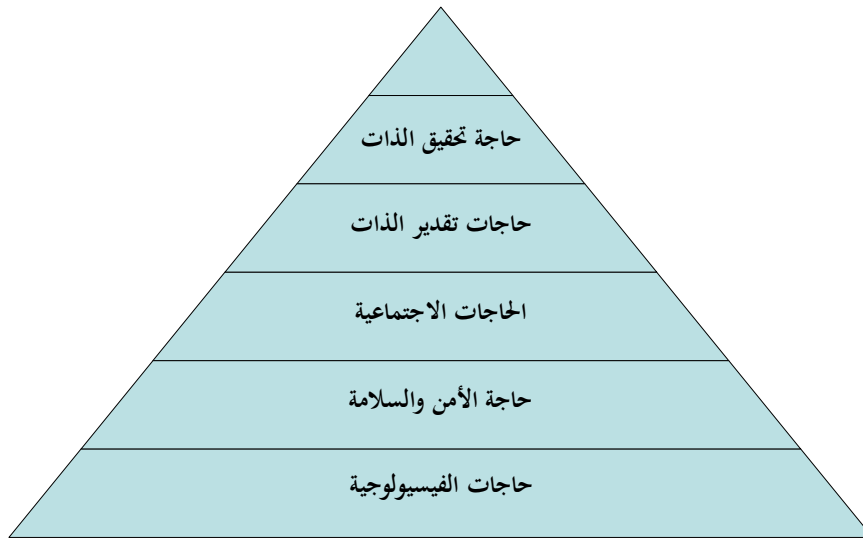 حاجة تحقيق الذات
حاجات تقدير الذات
الحاجات الاجتماعية
حاجة الأمن والسلامة
حاجات الفيسيولوجية